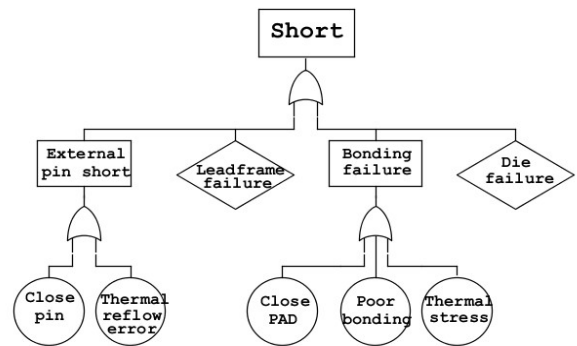 Short
External
pin short
Leadframe
failure
Bonding
failure
Die
failure
Close
pin
Thermal
reflow
error
Close
PAD
Poor
bonding
Thermal
stress